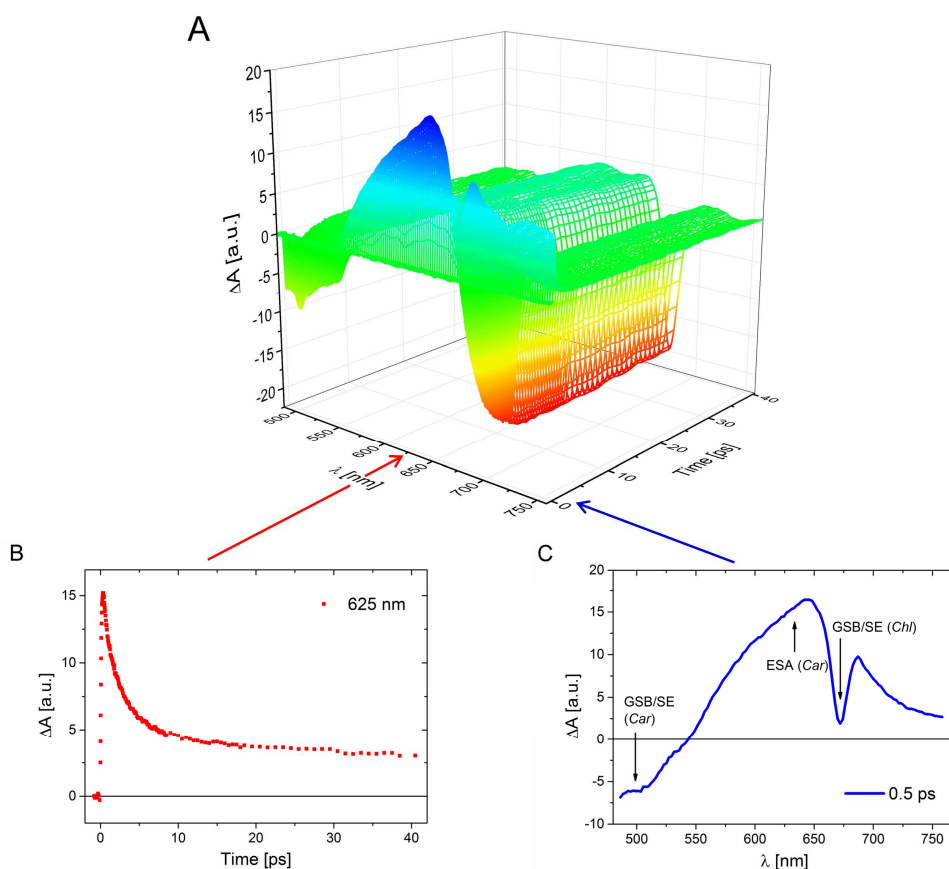 A
20
15
10
5
0
-5
-10
-15
-20
ΔA [a.u.]
500
550
600
650
700
750
λ [nm]
0
10
20
30
40
Time [ps]
B
15
10
5
0
ΔA [a.u.]
625 nm
0
10
20
30
40
Time [ps]
C
20
15
10
5
0
-5
-10
ΔA [a.u.]
GSB/SE
(Car)
ESA (Car)
GSB/SE (Chl)
0.5 ps
500
550
600
650
700
750
λ [nm]